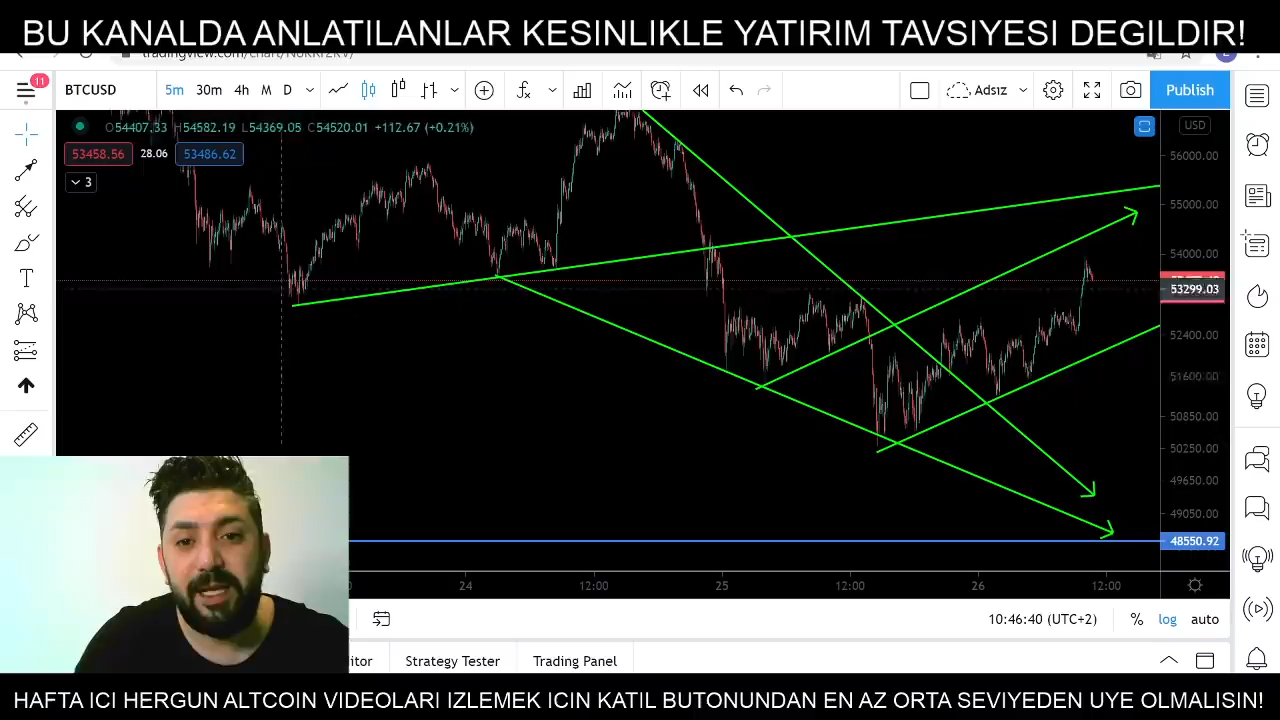 BU KANALDA ANLATILANLAR KESINLIKLE YATIRIM TAVSIYESI DEGILDIR!
11
BTCUSD 5m 30m 4h M D Adsız Publish
O54407.33 H54582.19 L54369.05 C54520.01 +112.67 (+0.21%)
USD
53458.56 28.06 53486.62
3
56000.00
55000.00
54000.00
53299.03
52400.00
51600.00
50850.00
50250.00
49650.00
49050.00
48550.92
24 12:00 25 12:00 26 12:00
10:46:40 (UTC+2) % log auto
itor Strategy Tester Trading Panel
HAFTA ICI HERGUN ALTCOIN VIDEOLARI IZLEMEK ICIN KATIL BUTONUNDAN EN AZ ORTA SEVIYEDEN UYE OLMALISIN!